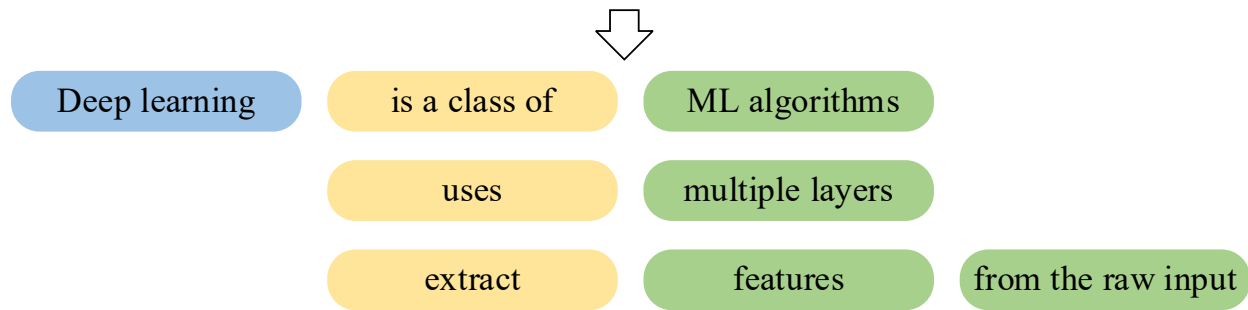 Deep learning is a class of ML algorithms
uses multiple layers
extract features from the raw input